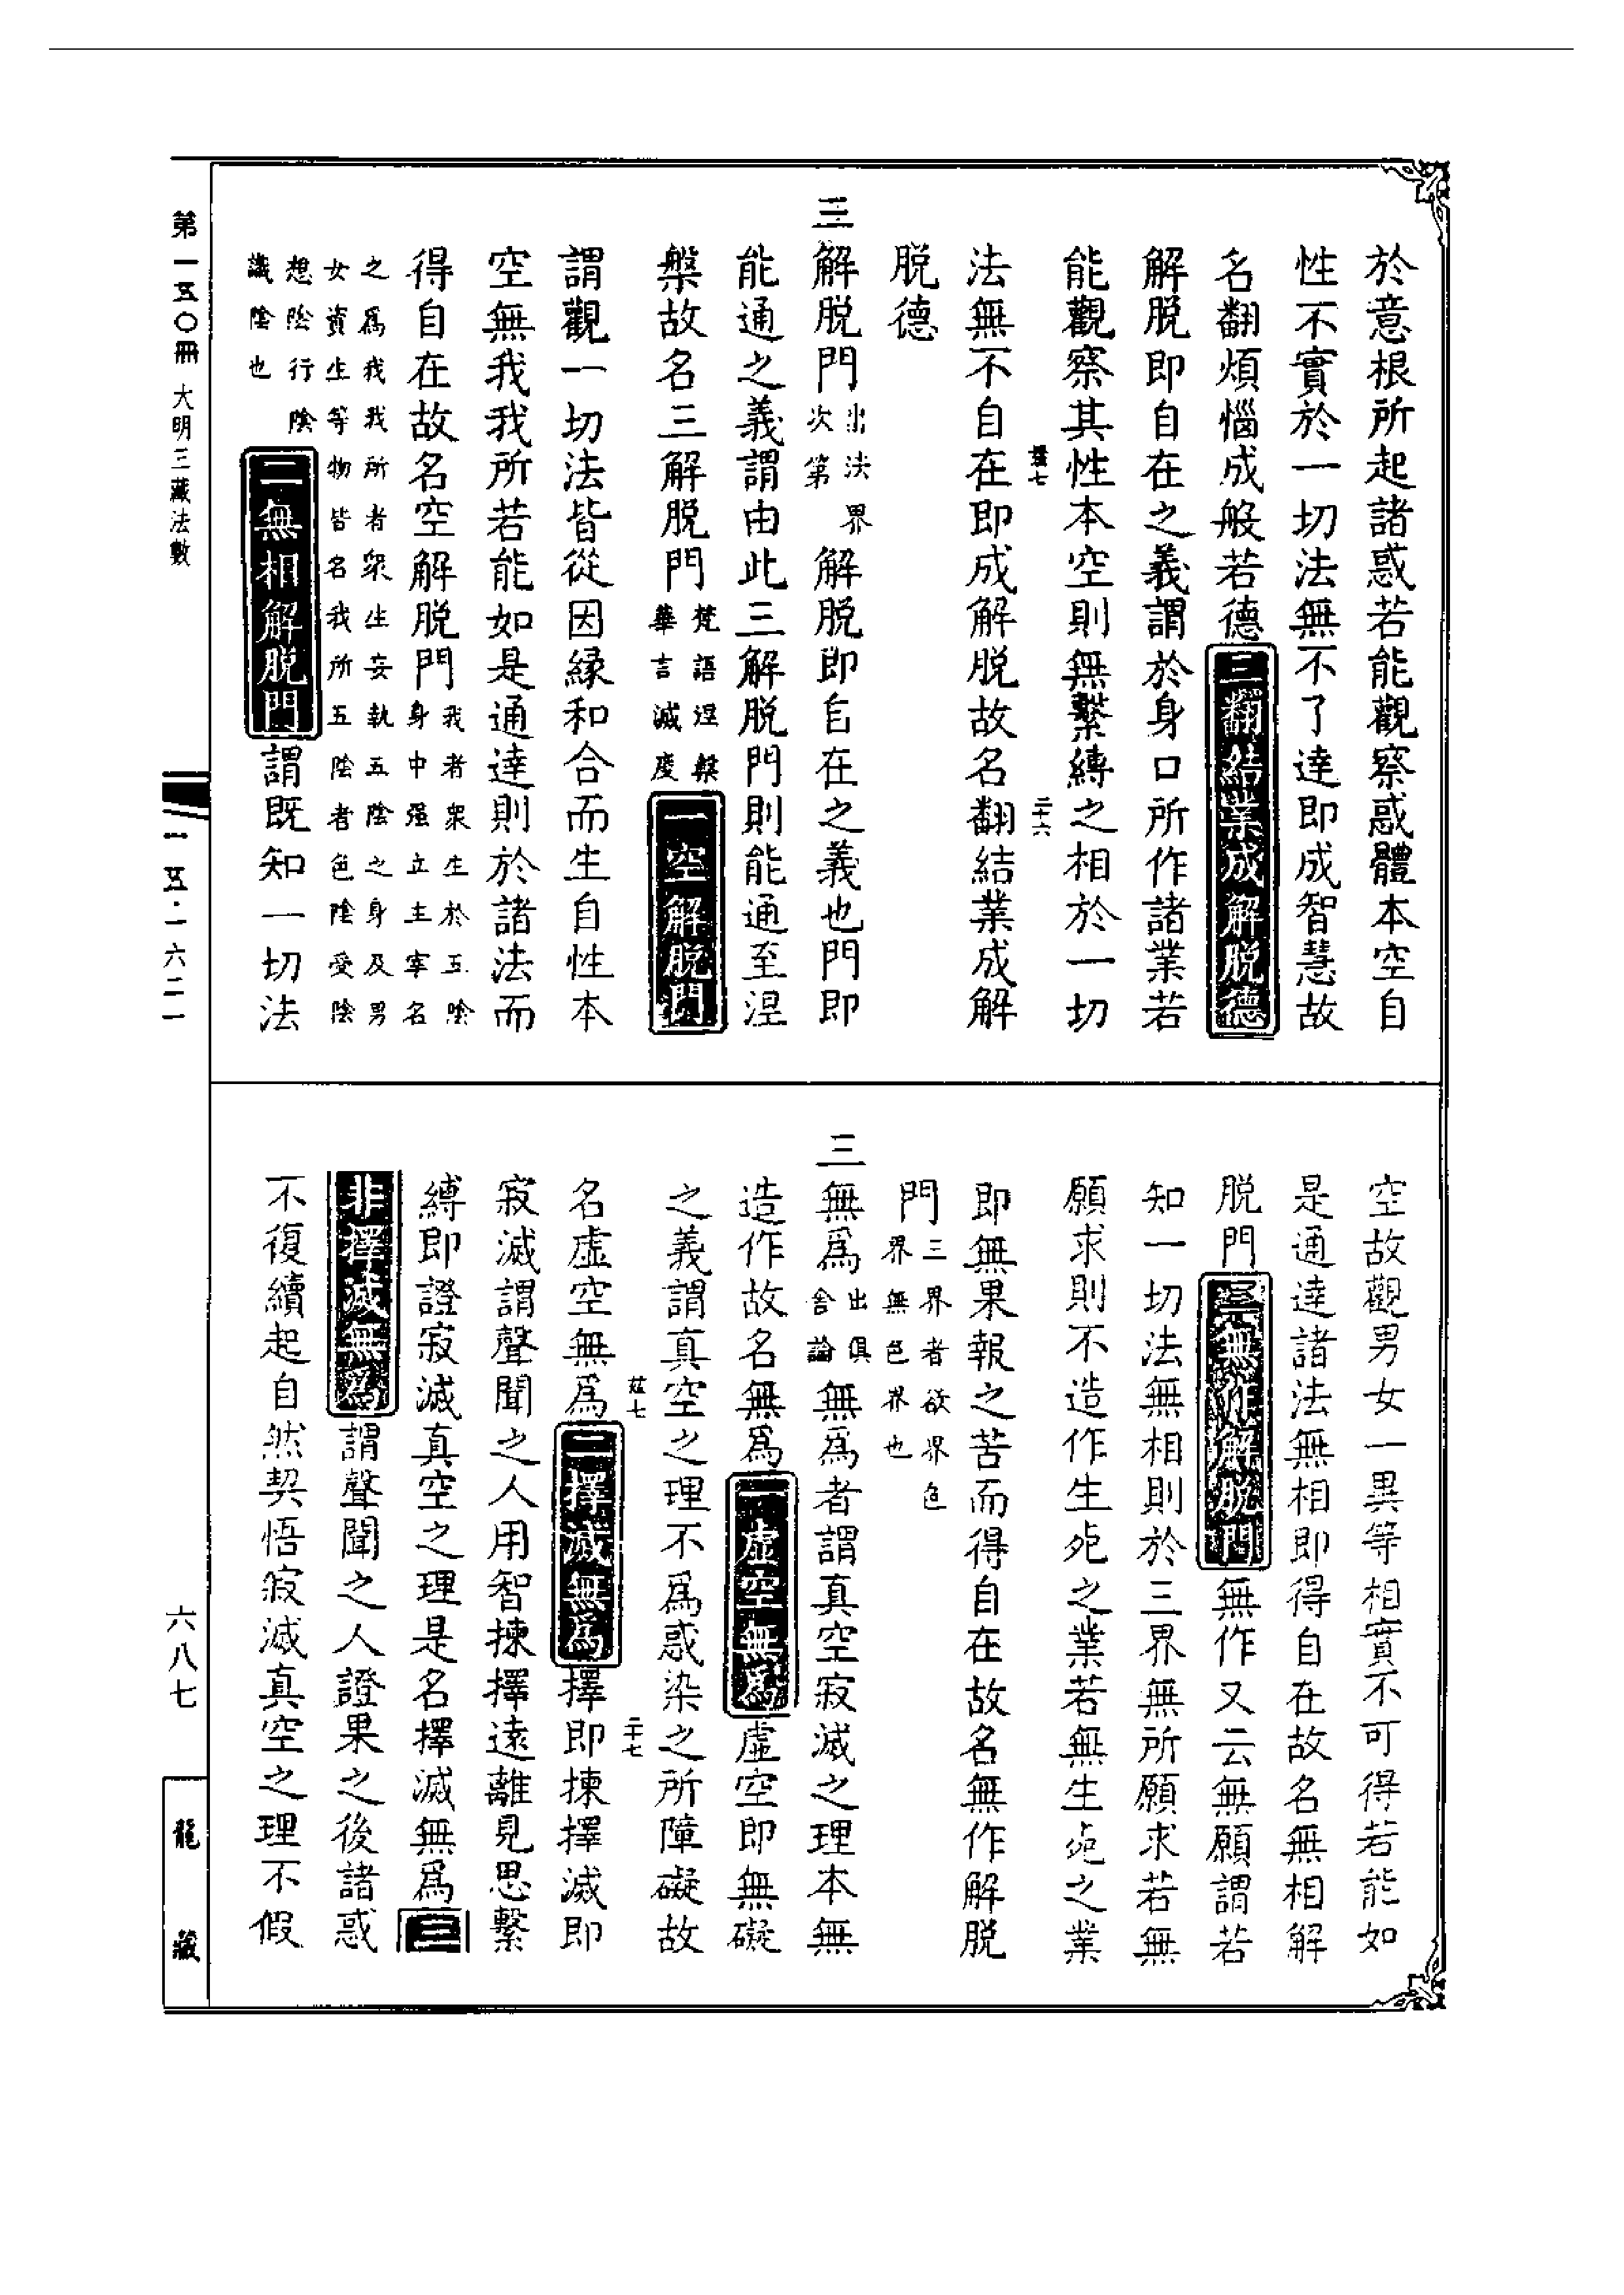 於意根所起諸惑若能觀察惑體本空自
性不實於一切法無不了達即成智慧故
名翻煩惱成般若德三翻結業成解脫德
解脫即自在之義謂於身口所作諸業若
能觀察其性本空則無繫縛之相於一切
二十六
法無不自在即成解脫故名翻結業成解
脫德
三解脫門出法界次第解脫即自在之義也門即
能通之義謂由此三解脫門則能通至涅
槃故名三解脫門梵語涅槃華言滅度一空解脫門
謂觀一切法皆從因緣和合而生自性本
空無我我所若能如是通達則於諸法而
得自在故名空解脫門我者衆生於五陰身中强立主宰名
之爲我我所者衆生妄執五陰之身及男女資生等物皆名我所五陰者色陰受陰
想陰行陰識陰也二無相解脫門謂既知一切法
空故觀男女一異等相實不可得若能如
是通達諸法無相即得自在故名無相解
脫門三無作解脫門無作又云無願謂若
知一切法無相則於三界無所願求若無
願求則不造作生死之業若無生死之業
即無果報之苦而得自在故名無作解脫
門三界者欲界色界無色界也
三無爲出俱舍論無爲者謂真空寂滅之理本無
造作故名無爲一虛空無爲虛空即無礙
之義謂真空之理不爲惑染之所障礙故
茲七
二十七
名虛空無爲二擇滅無爲擇即揀擇滅即
寂滅謂聲聞之人用智揀擇遠離見思繫
縛即證寂滅真空之理是名擇滅無爲三
非擇滅無爲謂聲聞之人證果之後諸惑
不復續起自然契悟寂滅真空之理不假
第一五〇冊 大明三藏法數
一五·一六二一
六八七
龍藏